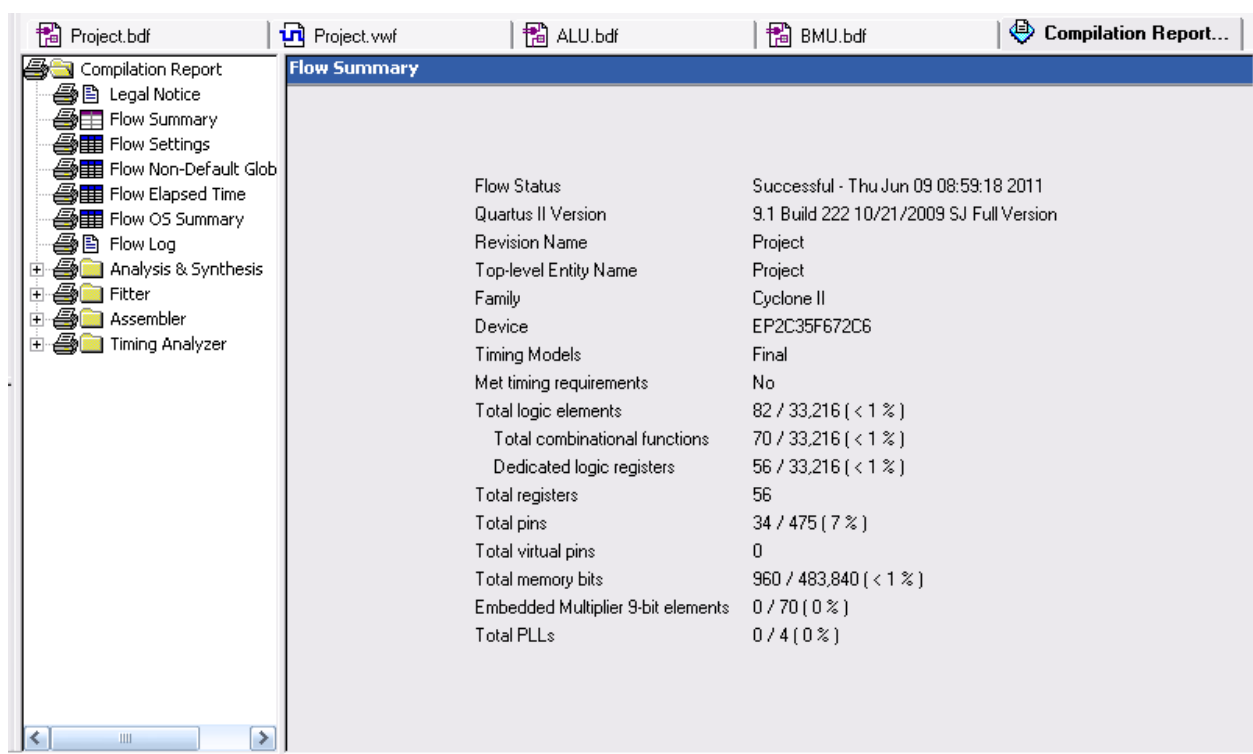 Project.bdf
Project.vwf
ALU.bdf
BMU.bdf
Compilation Report...
Compilation Report
Legal Notice
Flow Summary
Flow Settings
Flow Non-Default Glob
Flow Elapsed Time
Flow OS Summary
Flow Log
Analysis & Synthesis
Fitter
Assembler
Timing Analyzer
Flow Summary
Flow Status Successful - Thu Jun 09 08:59:18 2011
Quartus II Version 9.1 Build 222 10/21/2009 SJ Full Version
Revision Name Project
Top-level Entity Name Project
Family Cyclone II
Device EP2C35F672C6
Timing Models Final
Met timing requirements No
Total logic elements 82 / 33,216 ( < 1 % )
Total combinational functions 70 / 33,216 ( < 1 % )
Dedicated logic registers 56 / 33,216 ( < 1 % )
Total registers 56
Total pins 34 / 475 ( 7 % )
Total virtual pins 0
Total memory bits 960 / 483,840 ( < 1 % )
Embedded Multiplier 9-bit elements 0 / 70 ( 0 % )
Total PLLs 0 / 4 ( 0 % )